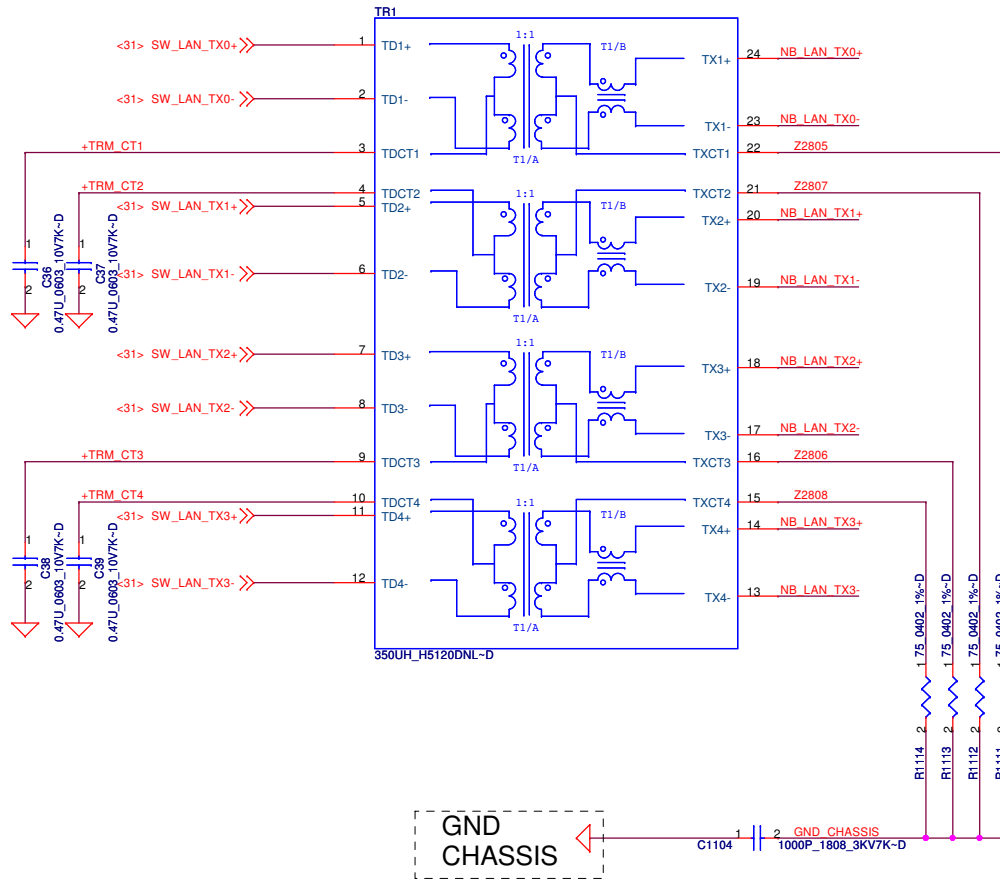 TR1
<31> SW_LAN_TX0+ 1 TD1+ 1:1 T1/B TX1+ 24 NB_LAN_TX0+
<31> SW_LAN_TX0- 2 TD1- TX1- 23 NB_LAN_TX0-
+TRM_CT1 3 TDCT1 T1/A TXCT1 22 Z2805
+TRM_CT2 4 TDCT2 1:1 T1/B TXCT2 21 Z2807
<31> SW_LAN_TX1+ 5 TD2+ TX2+ 20 NB_LAN_TX1+
<31> SW_LAN_TX1- 6 TD2- TX2- 19 NB_LAN_TX1-
T1/A
1 2 C36 0.47U_0603_10V7K~D
1 2 C37 0.47U_0603_10V7K~D
<31> SW_LAN_TX2+ 7 TD3+ 1:1 T1/B TX3+ 18 NB_LAN_TX2+
<31> SW_LAN_TX2- 8 TD3- TX3- 17 NB_LAN_TX2-
+TRM_CT3 9 TDCT3 T1/A TXCT3 16 Z2806
+TRM_CT4 10 TDCT4 1:1 T1/B TXCT4 15 Z2808
<31> SW_LAN_TX3+ 11 TD4+ TX4+ 14 NB_LAN_TX3+
<31> SW_LAN_TX3- 12 TD4- TX4- 13 NB_LAN_TX3-
T1/A
1 2 C38 0.47U_0603_10V7K~D
1 2 C39 0.47U_0603_10V7K~D
350UH_H5120DNL~D
R1114 2 1 75_0402_1%~D
R1113 2 1 75_0402_1%~D
R1112 2 1 75_0402_1%~D
R1111 2 1 75_0402_1%~D
GND
CHASSIS
C1104 1 2 GND_CHASSIS
1000P_1808_3KV7K~D